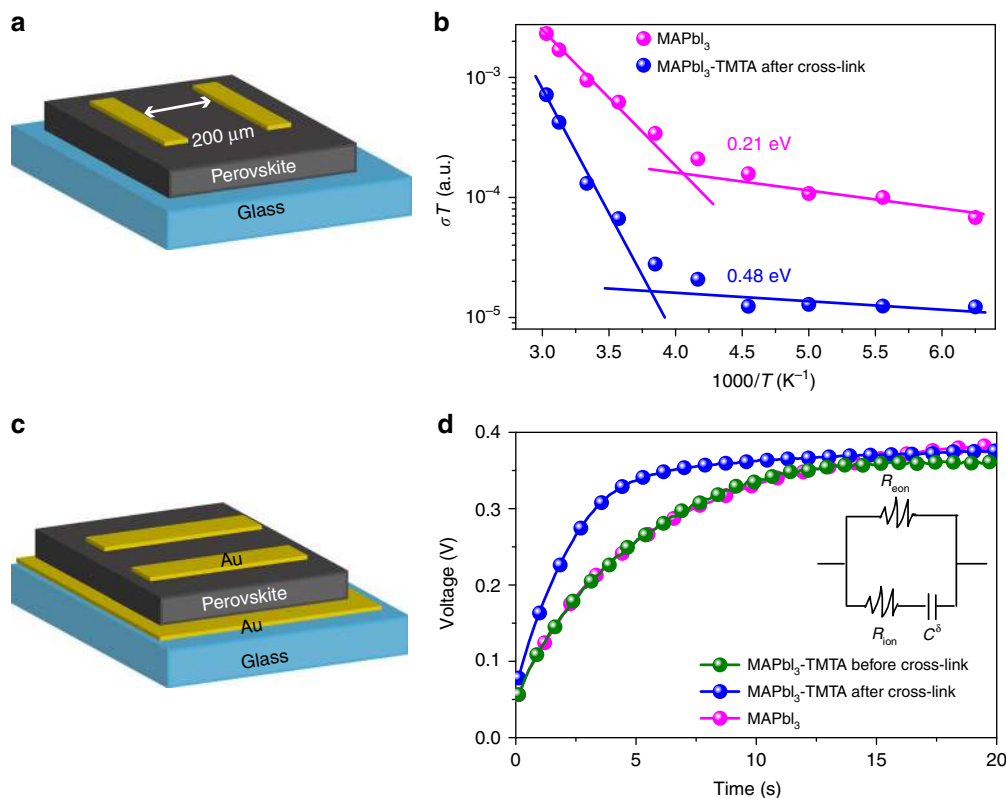 a
200 μm
Perovskite
Glass
b
MAPbI₃
MAPbI₃-TMTA after cross-link
0.21 eV
0.48 eV
10⁻³
10⁻⁴
10⁻⁵
σT (a.u.)
3.0 3.5 4.0 4.5 5.0 5.5 6.0
1000/T (K⁻¹)
c
Au
Perovskite
Au
Glass
d
0.4
0.3
0.2
0.1
0.0
Voltage (V)
R_eon
R_ion C^δ
MAPbI₃-TMTA before cross-link
MAPbI₃-TMTA after cross-link
MAPbI₃
0 5 10 15 20
Time (s)